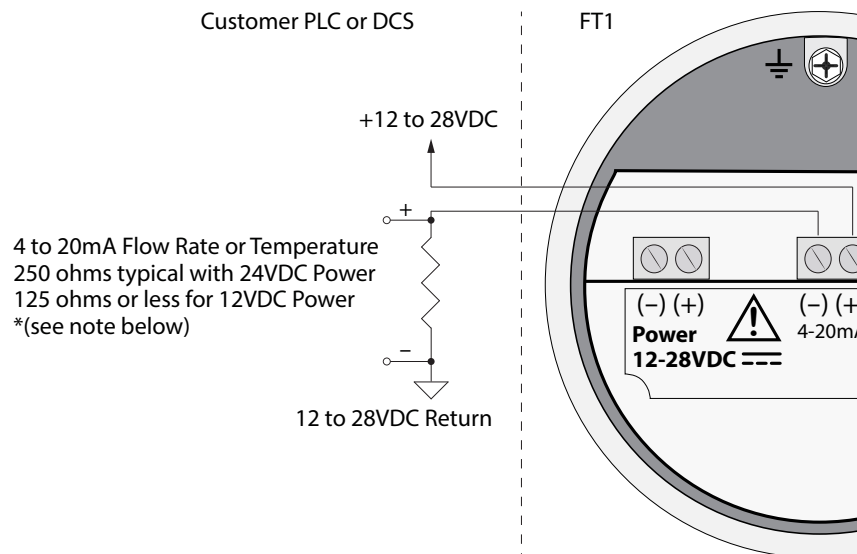 Customer PLC or DCS
FT1
+12 to 28VDC
+
4 to 20mA Flow Rate or Temperature
250 ohms typical with 24VDC Power
125 ohms or less for 12VDC Power
*(see note below)
–
12 to 28VDC Return
(–) (+)
Power
12-28VDC
!
(–) (+
4-20mA